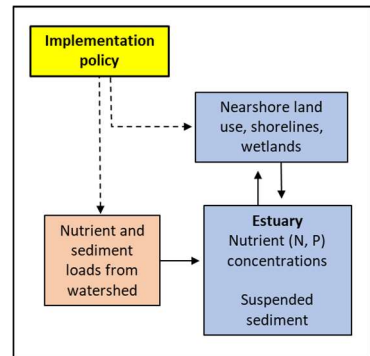 Implementation
policy
Nearshore land
use, shorelines,
wetlands
Nutrient and
sediment
loads from
watershed
Estuary
Nutrient (N, P)
concentrations
Suspended
sediment